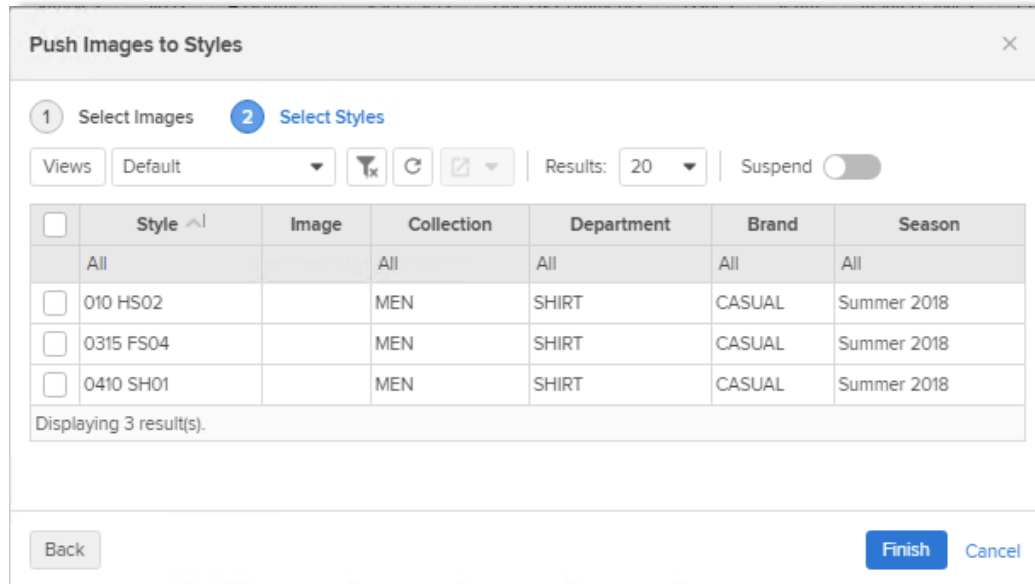 Push Images to Styles
1 Select Images 2 Select Styles
Views Default Results: 20 Suspend
Style Image Collection Department Brand Season
All All All All All
010 HS02 MEN SHIRT CASUAL Summer 2018
0315 FS04 MEN SHIRT CASUAL Summer 2018
0410 SH01 MEN SHIRT CASUAL Summer 2018
Displaying 3 result(s).
Back Finish Cancel